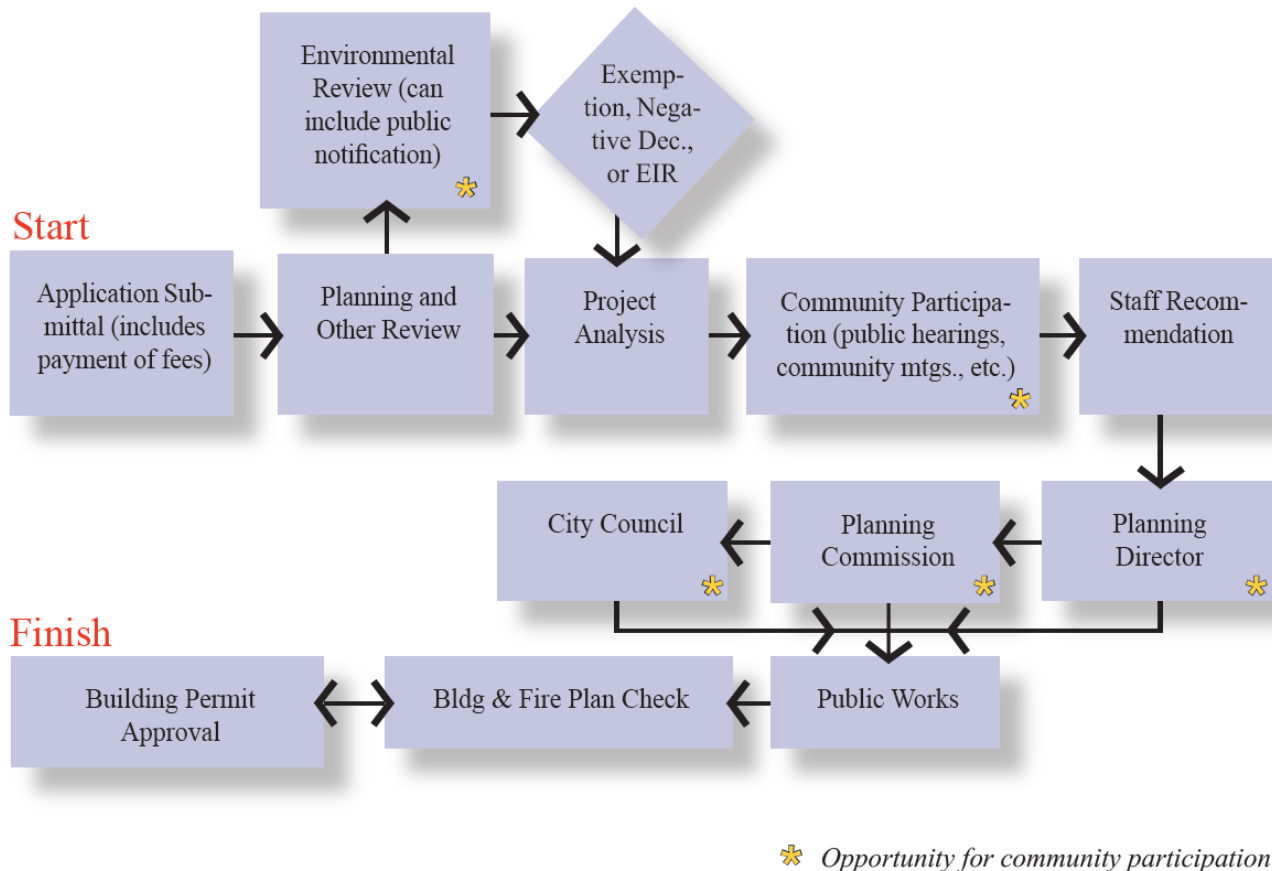 Environmental
Review (can
include public
notification)
Exemp-
tion, Nega-
tive Dec.,
or EIR
Start
Application Sub-
mittal (includes
payment of fees)
Planning and
Other Review
Project
Analysis
Community Participa-
tion (public hearings,
community mtgs., etc.)
Staff Recom-
mendation
City Council
Planning
Commission
Planning
Director
Finish
Building Permit
Approval
Bldg & Fire Plan Check
Public Works
* Opportunity for community participation